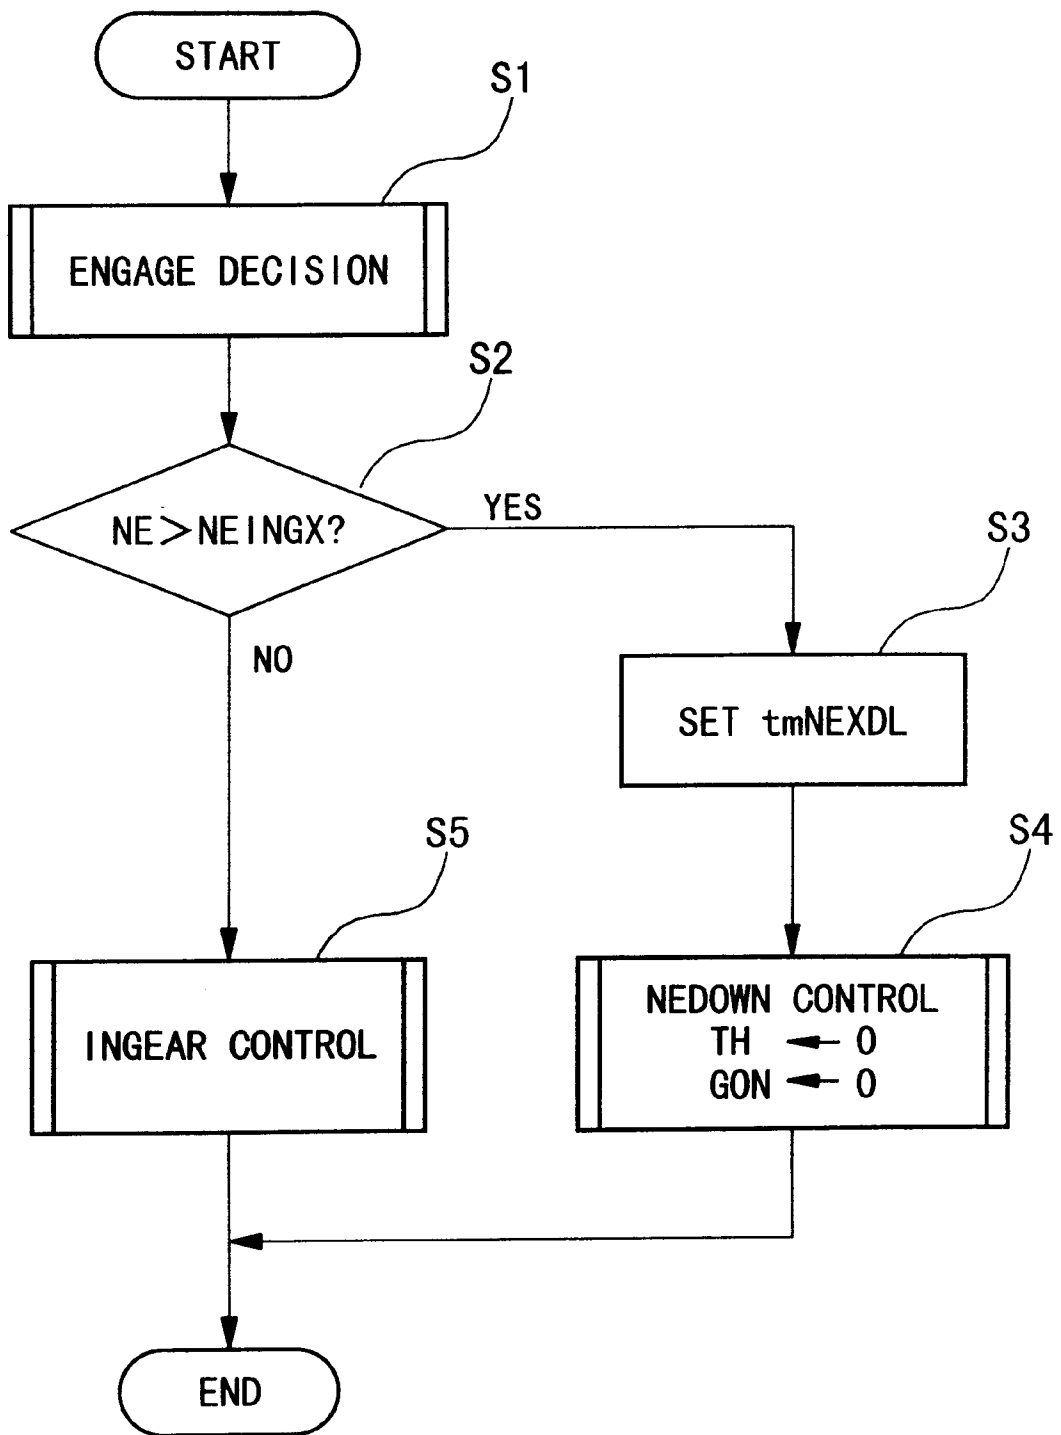 START
S1
ENGAGE DECISION
S2
NE>NEINGX?
YES
NO
S3
SET tmNEXDL
S5
S4
INGEAR CONTROL
NEDOWN CONTROL
TH ← 0
GON ← 0
END